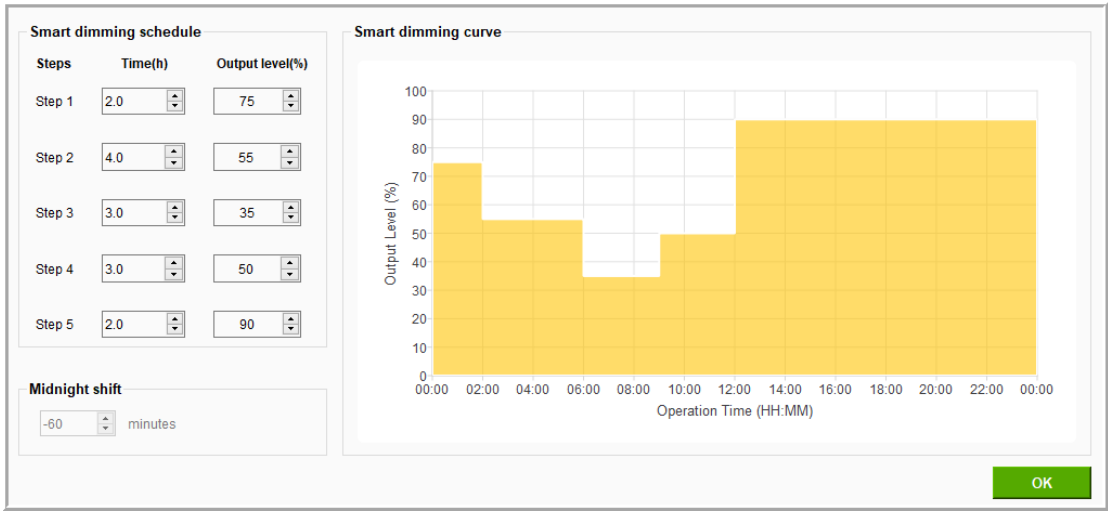 Smart dimming schedule
Steps Time(h) Output level(%)
Step 1 2.0 75
Step 2 4.0 55
Step 3 3.0 35
Step 4 3.0 50
Step 5 2.0 90
Midnight shift
-60 minutes
Smart dimming curve
100
90
80
70
60
50
40
30
20
10
0
Output Level (%)
00:00 02:00 04:00 06:00 08:00 10:00 12:00 14:00 16:00 18:00 20:00 22:00 00:00
Operation Time (HH:MM)
OK